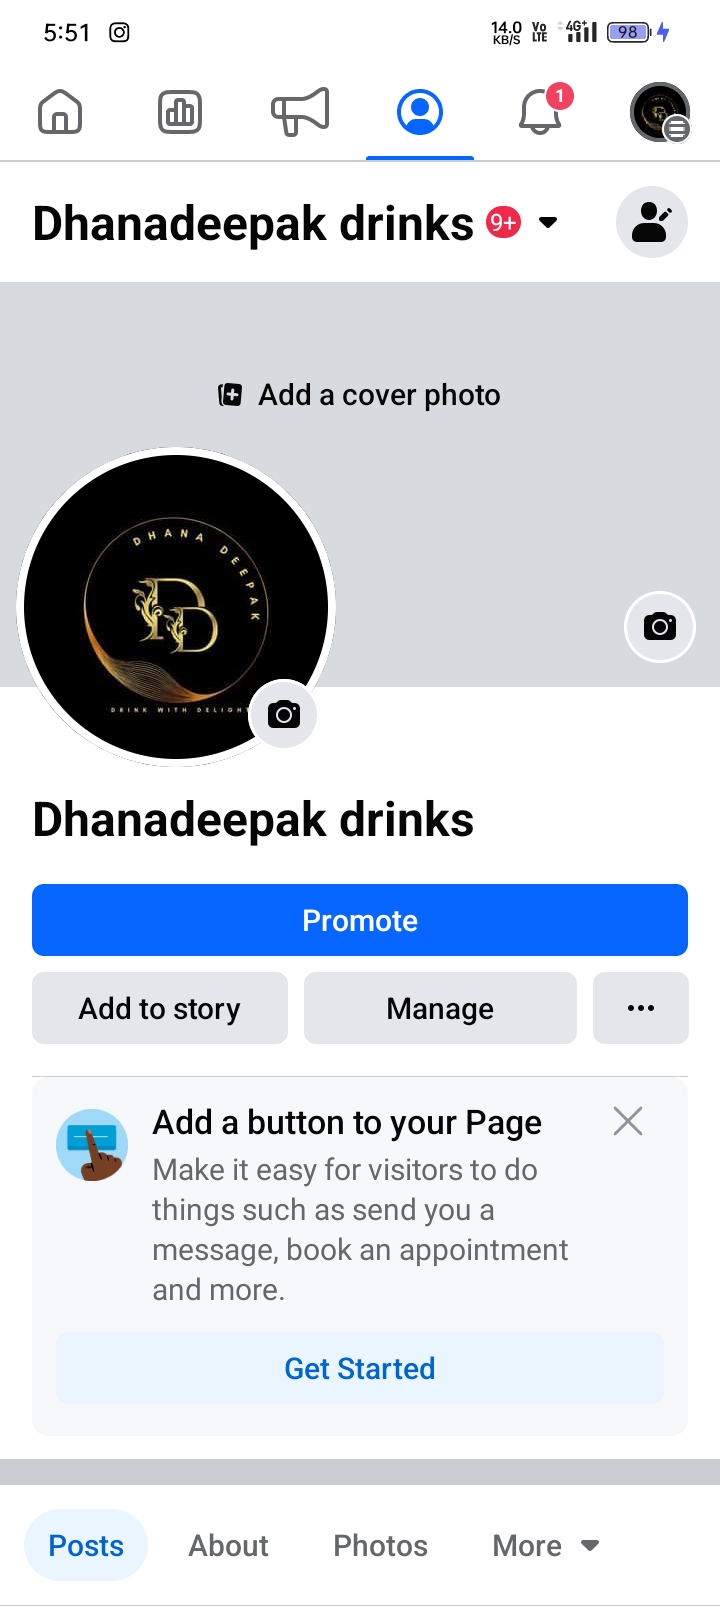 5:51 14.0 KB/S Vo LTE 4G+ 98
1
Dhanadeepak drinks 9+
Add a cover photo
DHANA DEEPAK
DD
DRINK WITH DELIGHT
Dhanadeepak drinks
Promote
Add to story Manage
Add a button to your Page
Make it easy for visitors to do
things such as send you a
message, book an appointment
and more.
Get Started
Posts About Photos More